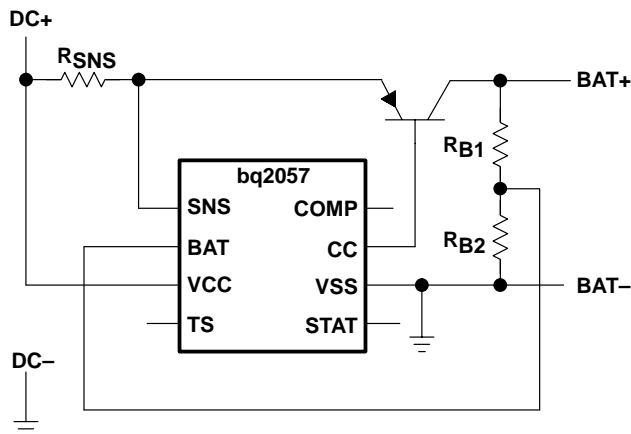 DC+
RSNS
BAT+
RB1
bq2057
SNS COMP
RB2
BAT CC
VCC VSS
BAT–
TS STAT
DC–